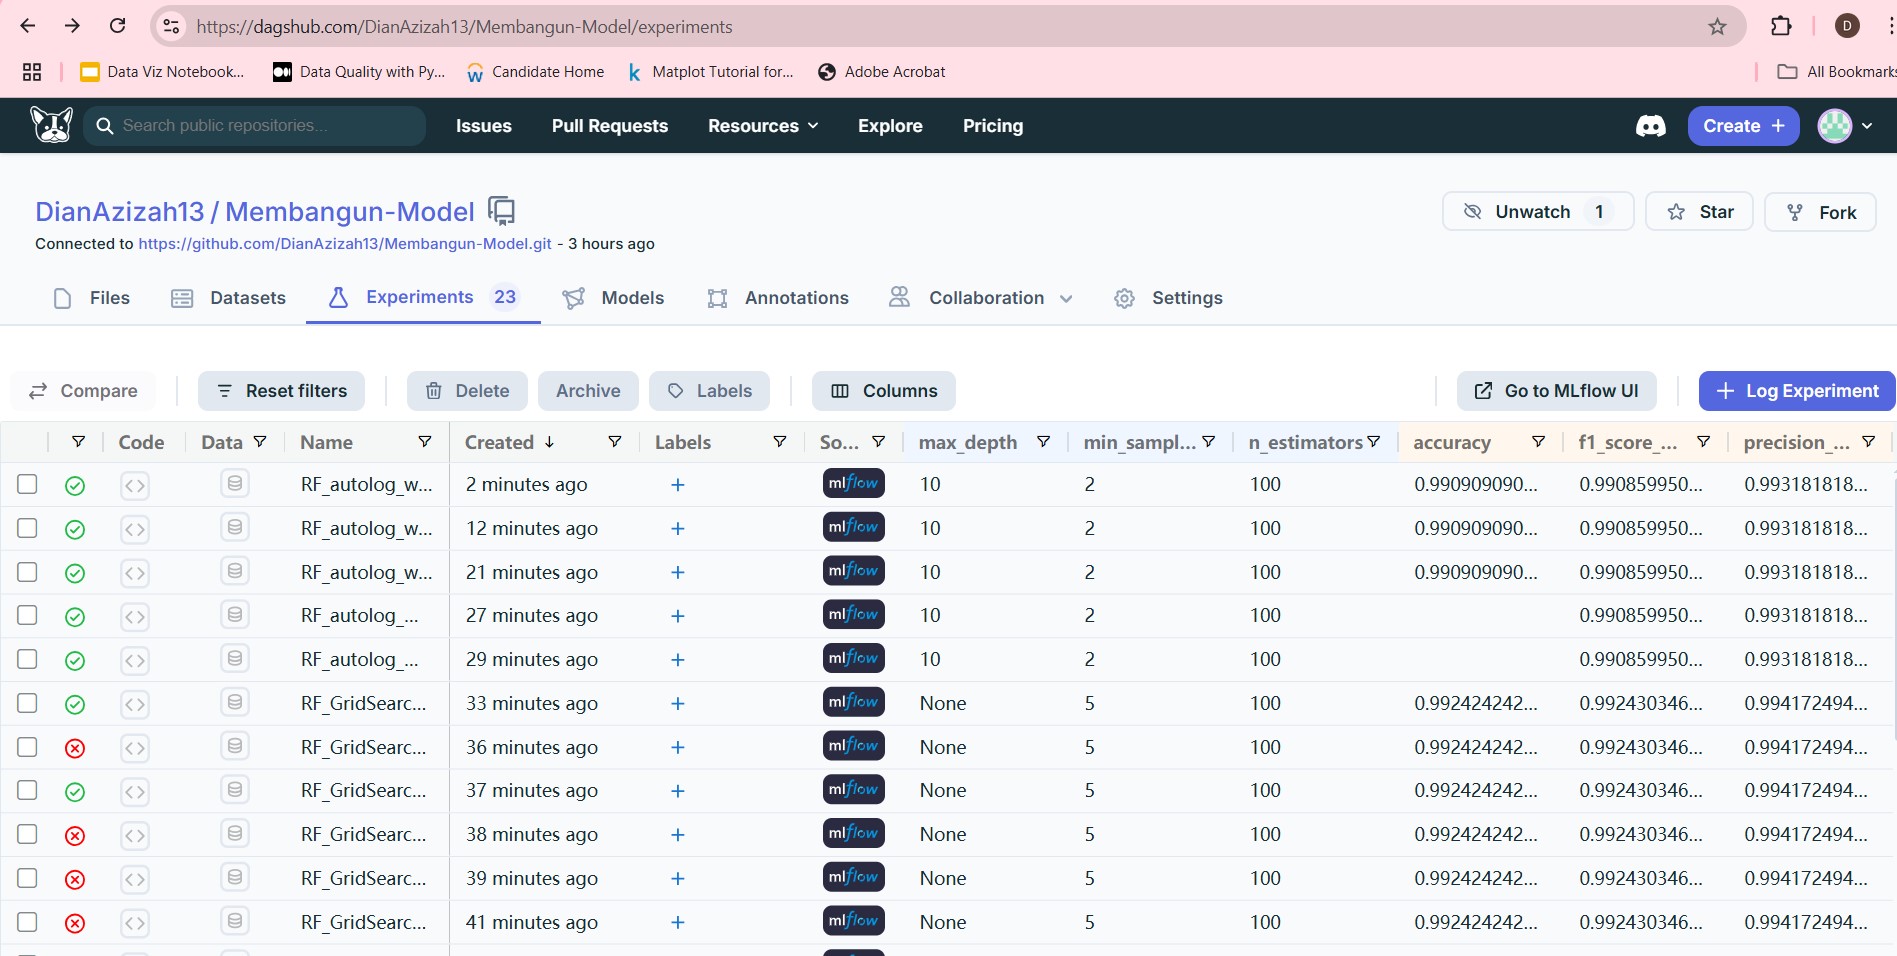 https://dagshub.com/DianAzizah13/Membangun-Model/experiments
D
Data Viz Notebook... Data Quality with Py... Candidate Home Matplot Tutorial for... Adobe Acrobat All Bookmarks
Search public repositories... Issues Pull Requests Resources Explore Pricing Create +
DianAzizah13 / Membangun-Model
Unwatch 1 Star Fork
Connected to https://github.com/DianAzizah13/Membangun-Model.git - 3 hours ago
Files Datasets Experiments 23 Models Annotations Collaboration Settings
Compare Reset filters Delete Archive Labels Columns Go to MLflow UI + Log Experiment
Code Data Name Created ↓ Labels So... max_depth min_sampl... n_estimators accuracy f1_score_... precision_...
RF_autolog_w... 2 minutes ago + mlflow 10 2 100 0.990909090... 0.990859950... 0.993181818...
RF_autolog_w... 12 minutes ago + mlflow 10 2 100 0.990909090... 0.990859950... 0.993181818...
RF_autolog_w... 21 minutes ago + mlflow 10 2 100 0.990909090... 0.990859950... 0.993181818...
RF_autolog_... 27 minutes ago + mlflow 10 2 100 0.990859950... 0.993181818...
RF_autolog_... 29 minutes ago + mlflow 10 2 100 0.990859950... 0.993181818...
RF_GridSearc... 33 minutes ago + mlflow None 5 100 0.992424242... 0.992430346... 0.994172494...
RF_GridSearc... 36 minutes ago + mlflow None 5 100 0.992424242... 0.992430346... 0.994172494...
RF_GridSearc... 37 minutes ago + mlflow None 5 100 0.992424242... 0.992430346... 0.994172494...
RF_GridSearc... 38 minutes ago + mlflow None 5 100 0.992424242... 0.992430346... 0.994172494...
RF_GridSearc... 39 minutes ago + mlflow None 5 100 0.992424242... 0.992430346... 0.994172494...
RF_GridSearc... 41 minutes ago + mlflow None 5 100 0.992424242... 0.992430346... 0.994172494...